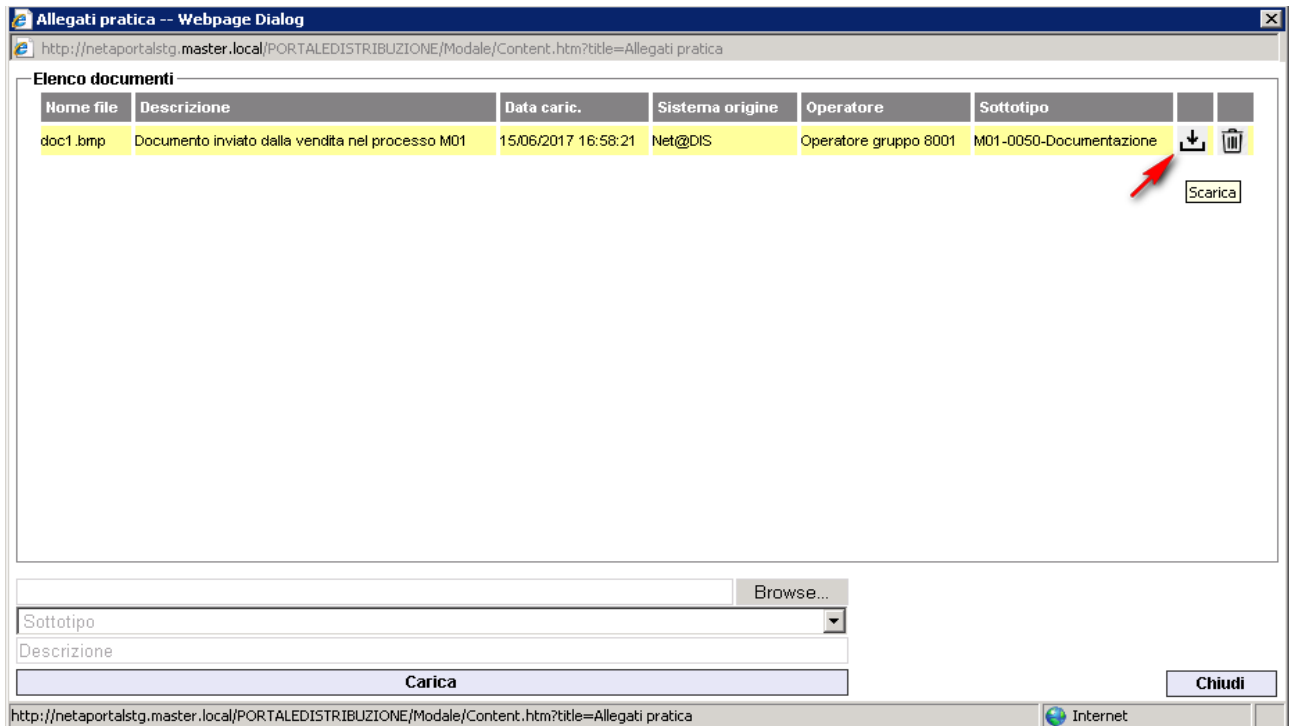 Allegati pratica -- Webpage Dialog
http://netaportalstg.master.local/PORTALEDISTRIBUZIONE/Modale/Content.htm?title=Allegati pratica
Elenco documenti
Nome file Descrizione Data caric. Sistema origine Operatore Sottotipo
doc1.bmp Documento inviato dalla vendita nel processo M01 15/06/2017 16:58:21 Net@DIS Operatore gruppo 8001 M01-0050-Documentazione
Scarica
Browse...
Sottotipo
Descrizione
Carica Chiudi
http://netaportalstg.master.local/PORTALEDISTRIBUZIONE/Modale/Content.htm?title=Allegati pratica Internet